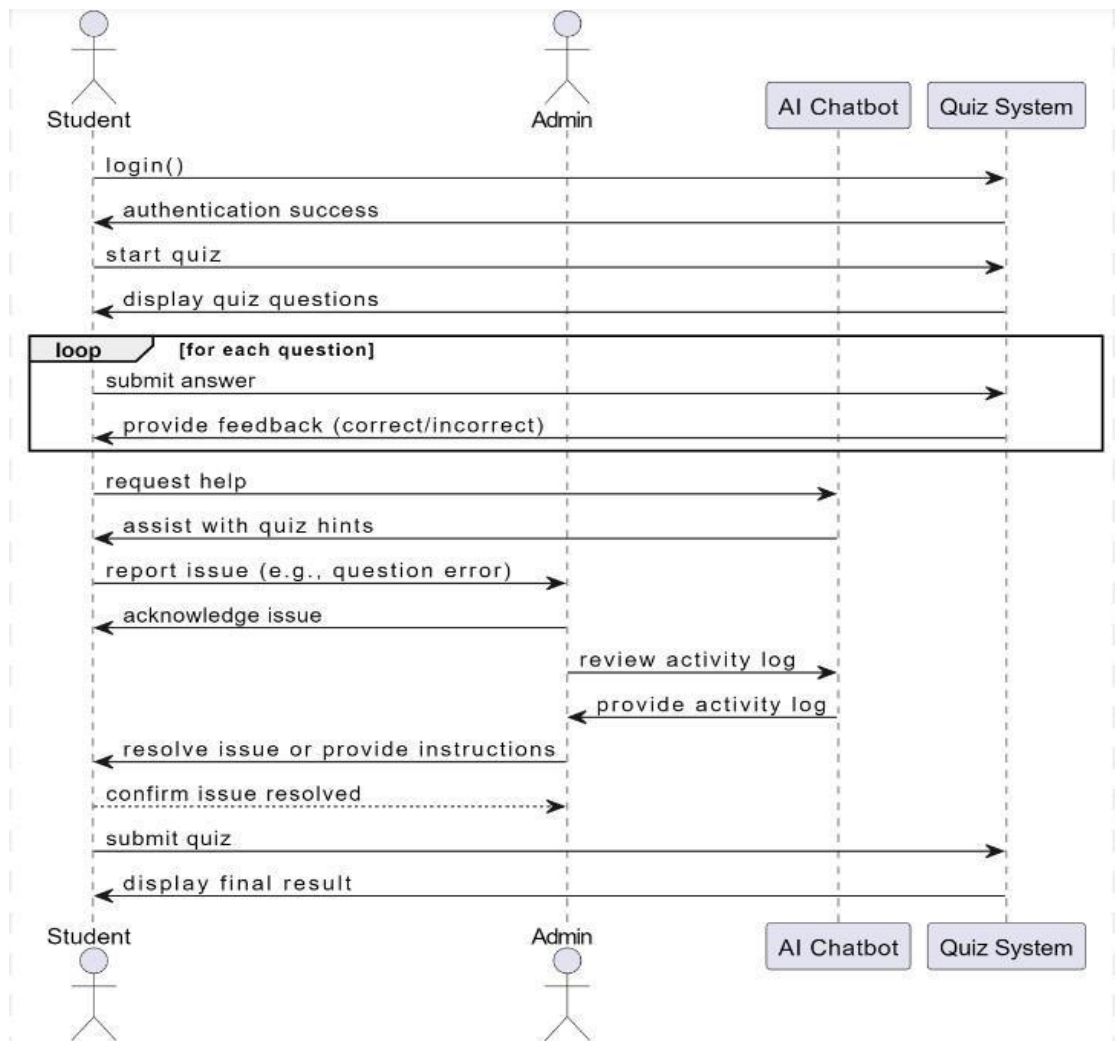 Student
Admin
AI Chatbot
Quiz System
login()
authentication success
start quiz
display quiz questions
loop
[for each question]
submit answer
provide feedback (correct/incorrect)
request help
assist with quiz hints
report issue (e.g., question error)
acknowledge issue
review activity log
provide activity log
resolve issue or provide instructions
confirm issue resolved
submit quiz
display final result
Student
Admin
AI Chatbot
Quiz System